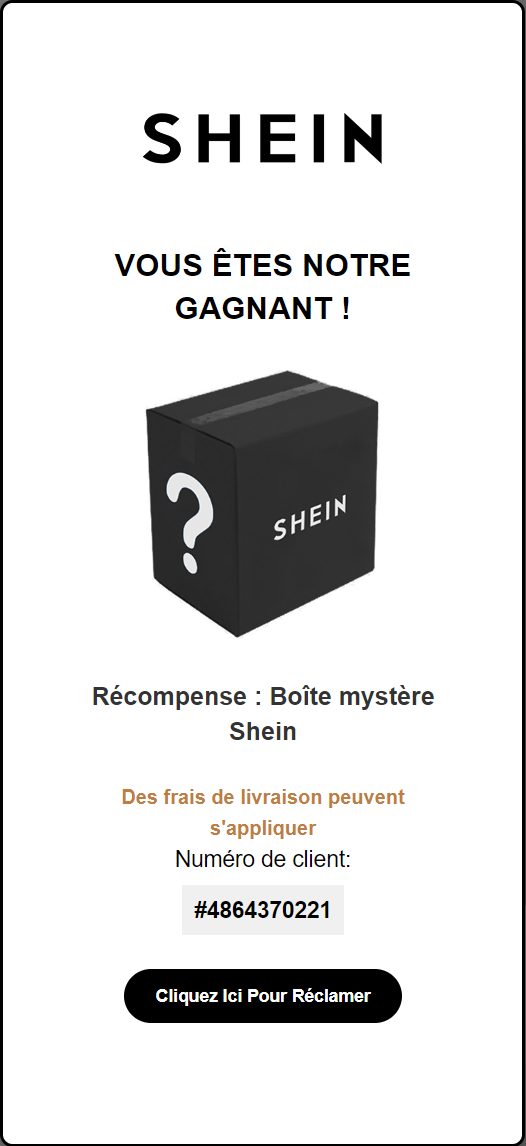 SHEIN
VOUS ÊTES NOTRE
GAGNANT !
?
SHEIN
Récompense : Boîte mystère
Shein
Des frais de livraison peuvent
s'appliquer
Numéro de client:
#4864370221
Cliquez Ici Pour Réclamer